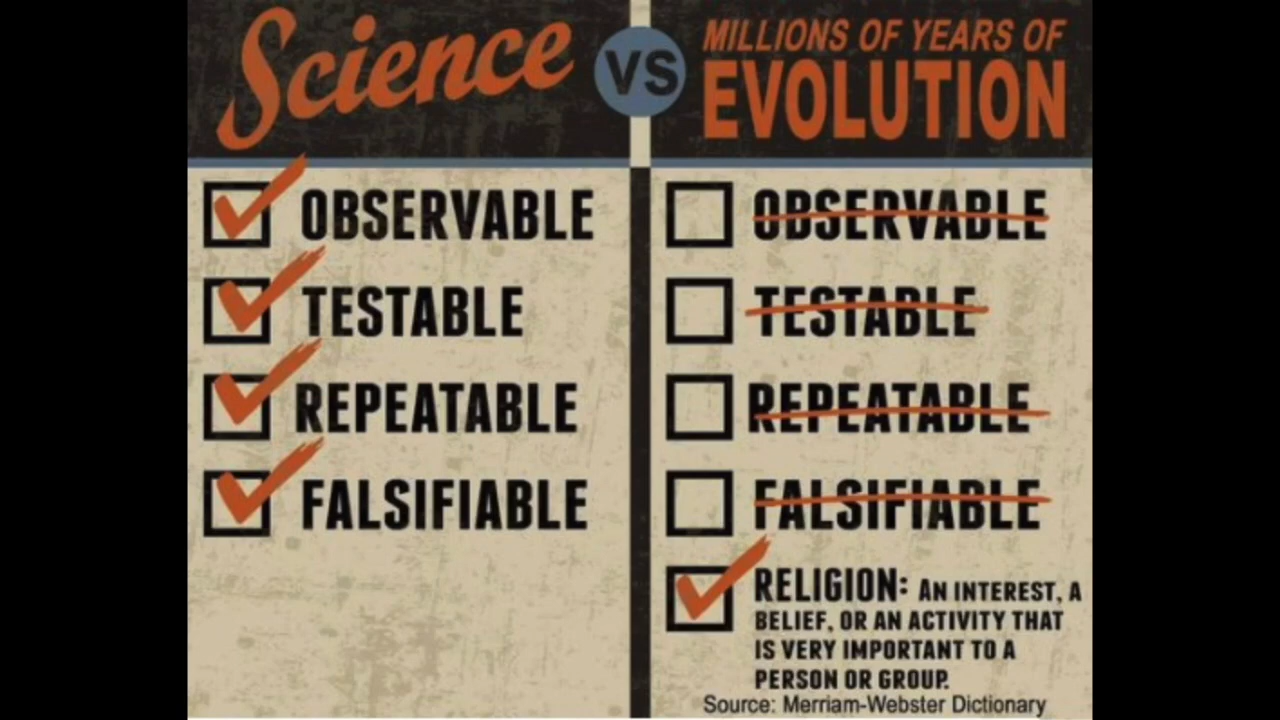 Science
VS
MILLIONS OF YEARS OF
EVOLUTION
OBSERVABLE
TESTABLE
REPEATABLE
FALSIFIABLE
OBSERVABLE
TESTABLE
REPEATABLE
FALSIFIABLE
RELIGION: AN INTEREST, A
BELIEF, OR AN ACTIVITY THAT
IS VERY IMPORTANT TO A
PERSON OR GROUP.
Source: Merriam-Webster Dictionary